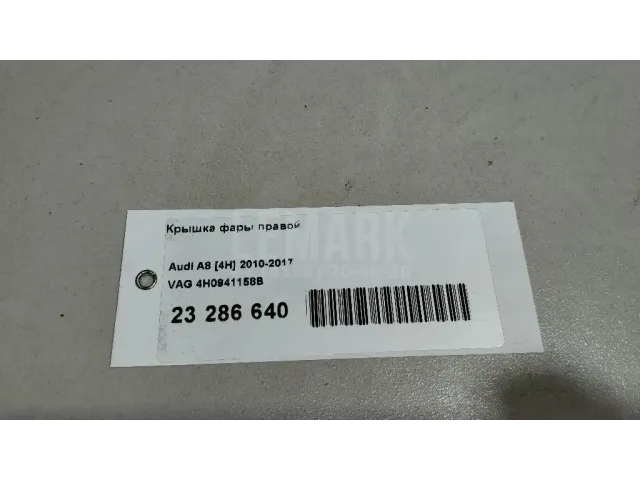 Крышка фары правой
Audi A8 [4H] 2010-2017
VAG 4H0941158B
23 286 640